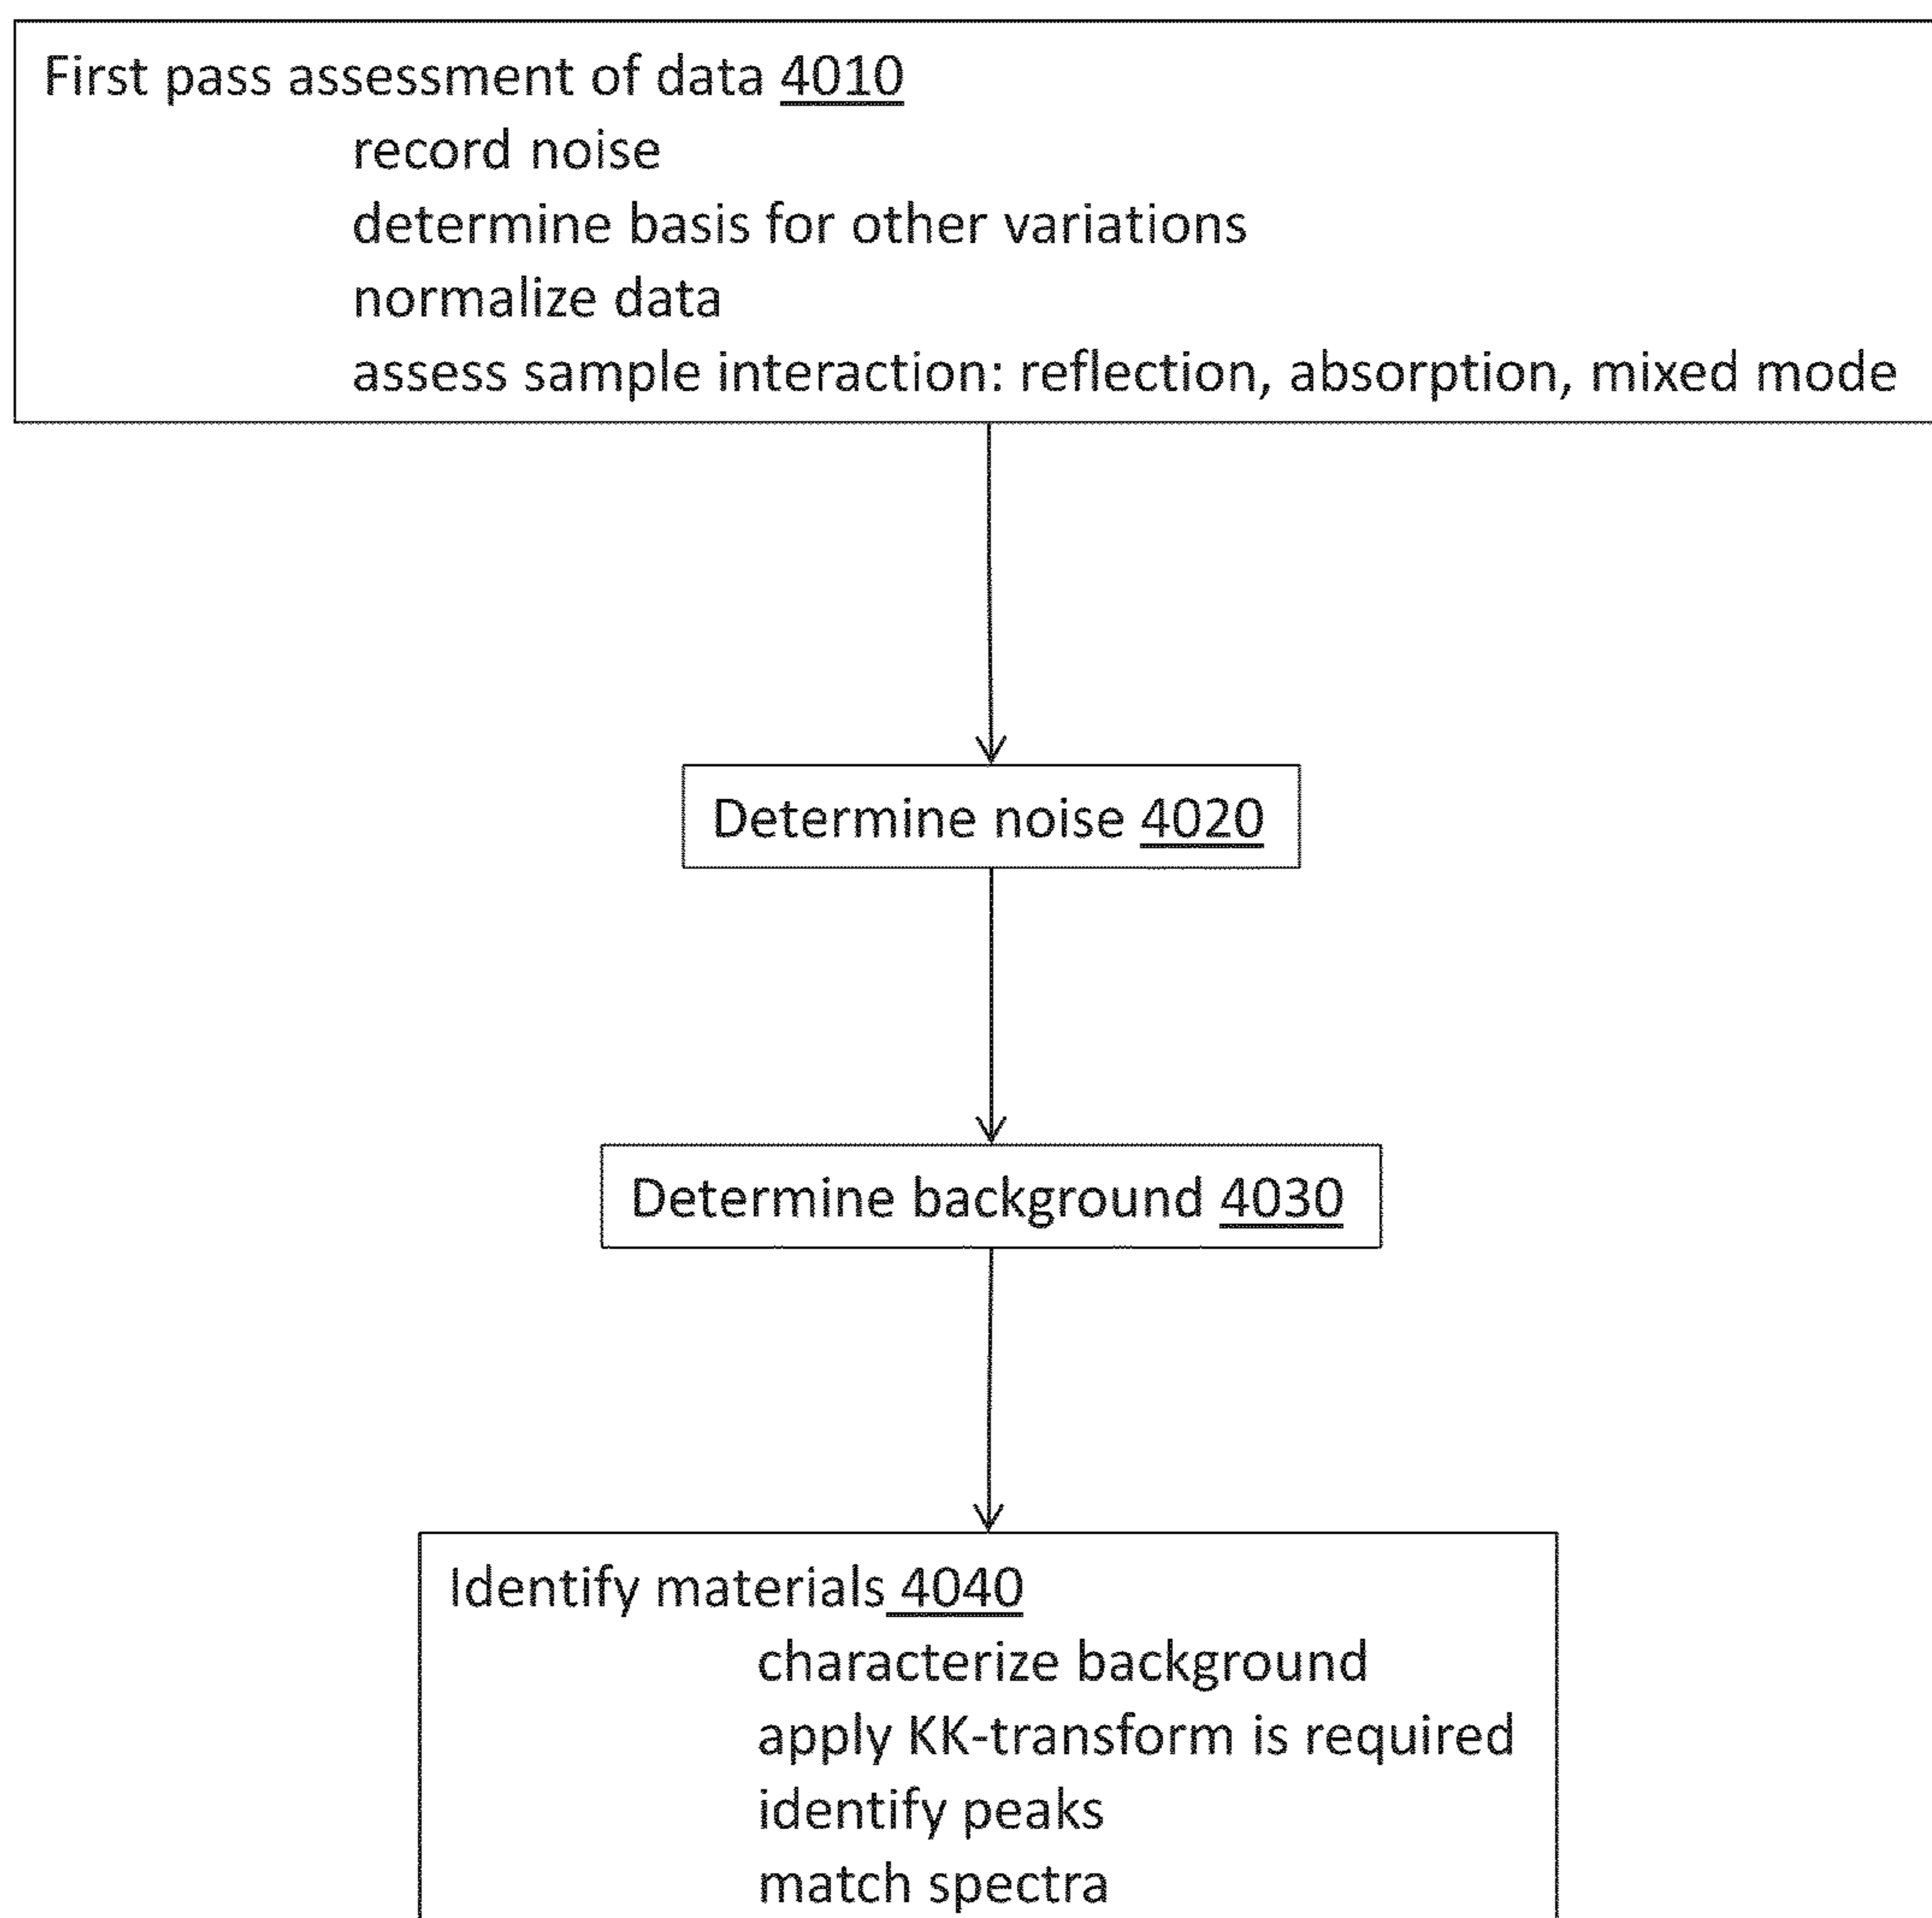 First pass assessment of data 4010
record noise
determine basis for other variations
normalize data
assess sample interaction: reflection, absorption, mixed mode
Determine noise 4020
Determine background 4030
Identify materials 4040
characterize background
apply KK-transform is required
identify peaks
match spectra